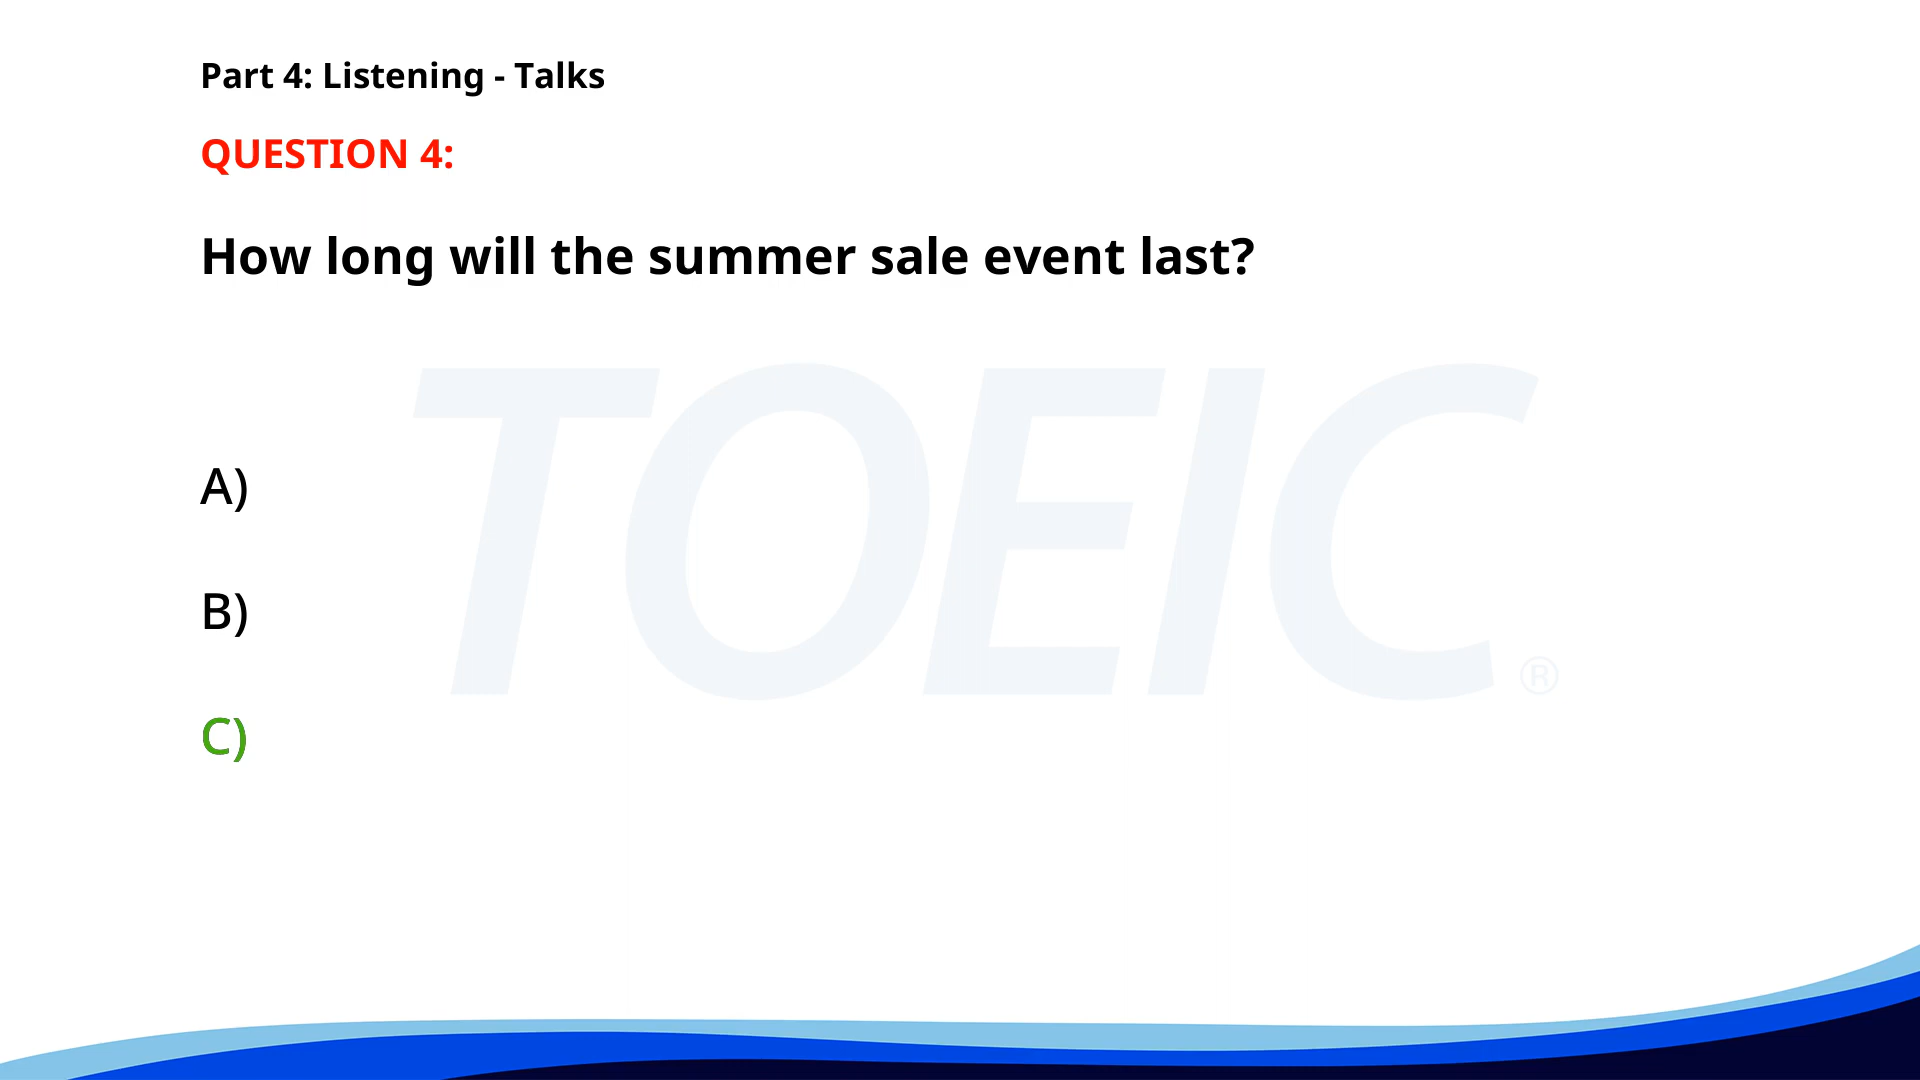 Part 4: Listening - Talks
QUESTION 4:
How long will the summer sale event last?
TOEIC®
A)
B)
C)